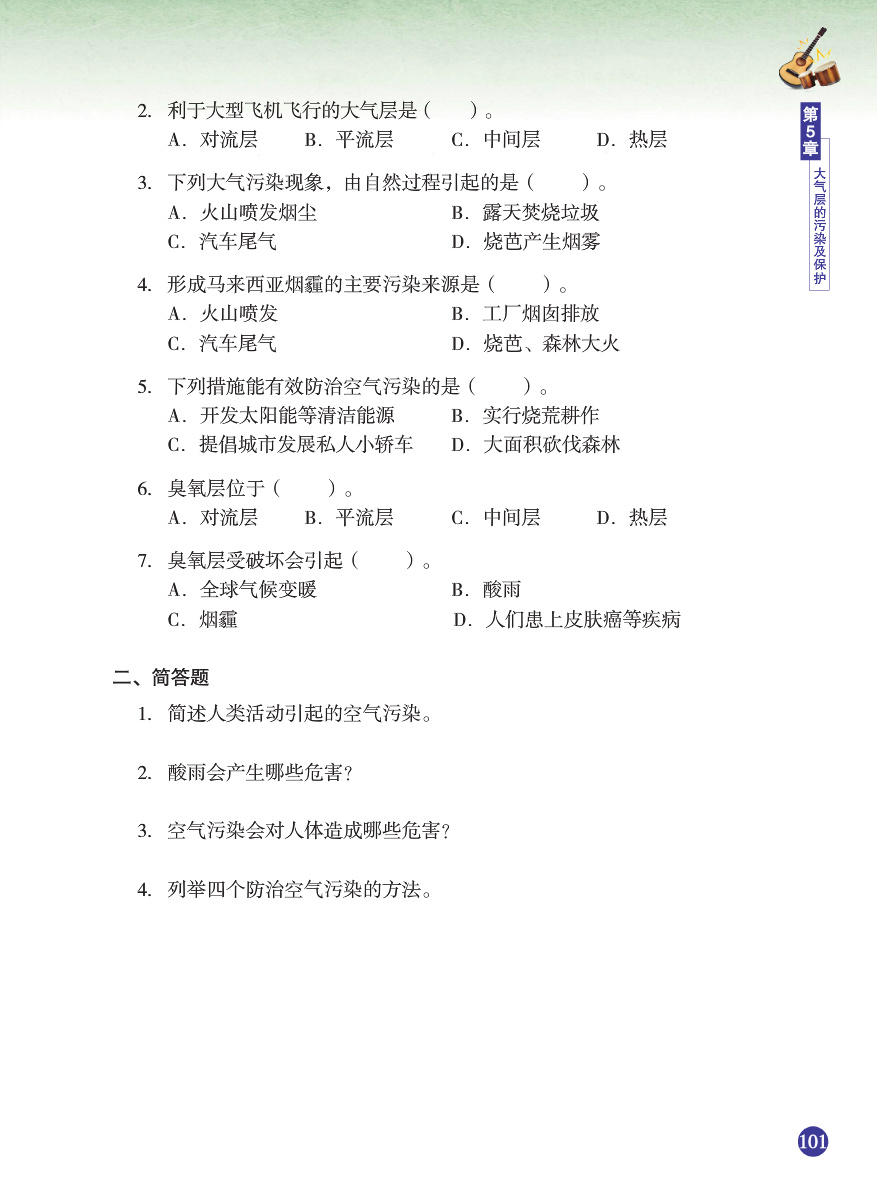 2. 利于大型飞机飞行的大气层是（　　）。
A. 对流层　B. 平流层　C. 中间层　D. 热层
3. 下列大气污染现象，由自然过程引起的是（　　）。
A. 火山喷发烟尘　B. 露天焚烧垃圾
C. 汽车尾气　D. 烧芭产生烟雾
4. 形成马来西亚烟霾的主要污染来源是（　　）。
A. 火山喷发　B. 工厂烟囱排放
C. 汽车尾气　D. 烧芭、森林大火
5. 下列措施能有效防治空气污染的是（　　）。
A. 开发太阳能等清洁能源　B. 实行烧荒耕作
C. 提倡城市发展私人小轿车　D. 大面积砍伐森林
6. 臭氧层位于（　　）。
A. 对流层　B. 平流层　C. 中间层　D. 热层
7. 臭氧层受破坏会引起（　　）。
A. 全球气候变暖　B. 酸雨
C. 烟霾　D. 人们患上皮肤癌等疾病
二、简答题
1. 简述人类活动引起的空气污染。
2. 酸雨会产生哪些危害？
3. 空气污染会对人体造成哪些危害？
4. 列举四个防治空气污染的方法。
第5章
大气层的污染及保护
101